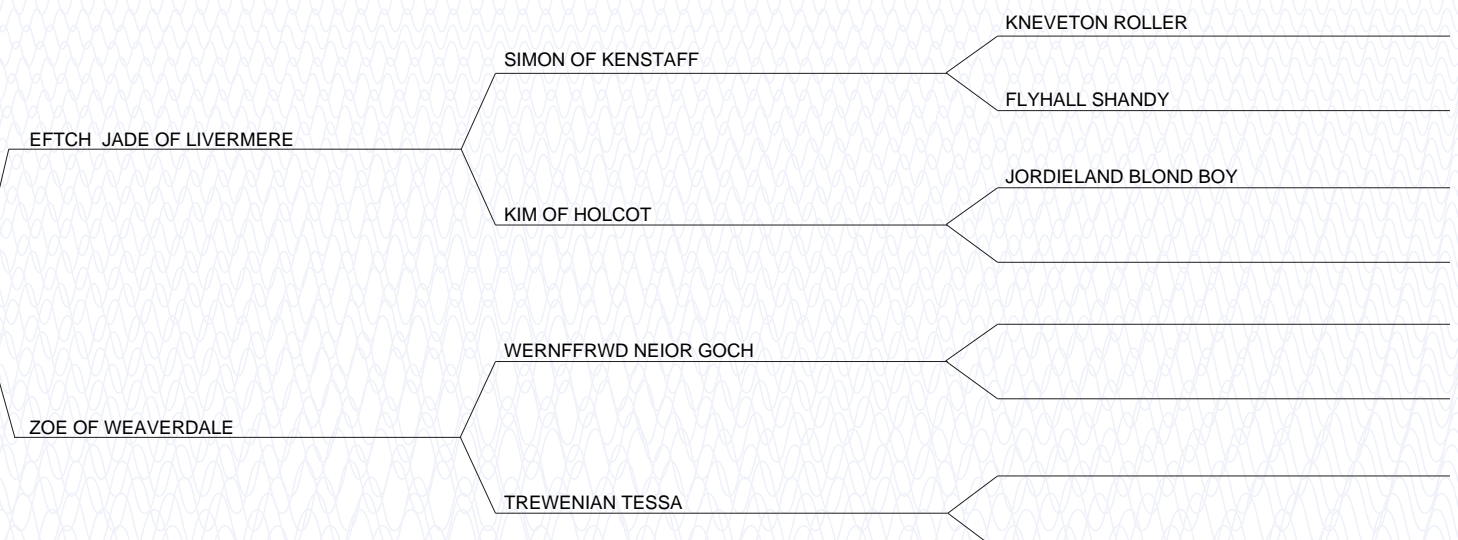 KNEVETON ROLLER
SIMON OF KENSTAFF
FLYHALL SHANDY
EFTCH  JADE OF LIVERMERE
JORDIELAND BLOND BOY
KIM OF HOLCOT
WERNFFRWD NEIOR GOCH
ZOE OF WEAVERDALE
TREWENIAN TESSA